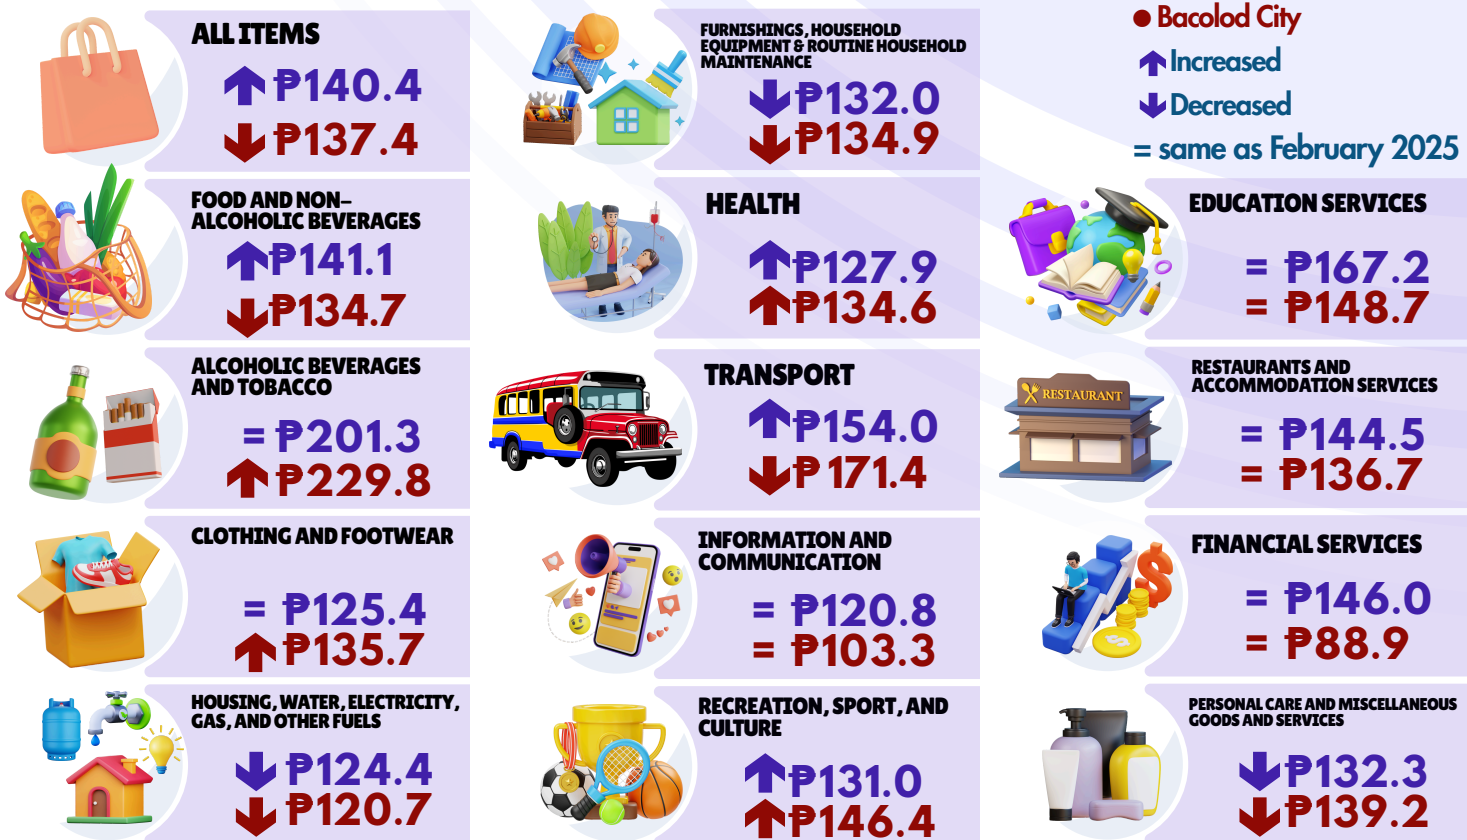 ALL ITEMS
₱140.4
₱137.4
FOOD AND NON-
ALCOHOLIC BEVERAGES
₱141.1
₱134.7
ALCOHOLIC BEVERAGES
AND TOBACCO
= ₱201.3
₱229.8
CLOTHING AND FOOTWEAR
= ₱125.4
₱135.7
HOUSING, WATER, ELECTRICITY,
GAS, AND OTHER FUELS
₱124.4
₱120.7
FURNISHINGS, HOUSEHOLD
EQUIPMENT & ROUTINE HOUSEHOLD
MAINTENANCE
₱132.0
₱134.9
HEALTH
₱127.9
₱134.6
TRANSPORT
₱154.0
₱171.4
INFORMATION AND
COMMUNICATION
= ₱120.8
= ₱103.3
RECREATION, SPORT, AND
CULTURE
₱131.0
₱146.4
Bacolod City
Increased
Decreased
= same as February 2025
EDUCATION SERVICES
= ₱167.2
= ₱148.7
RESTAURANTS AND
ACCOMMODATION SERVICES
RESTAURANT
= ₱144.5
= ₱136.7
FINANCIAL SERVICES
= ₱146.0
= ₱88.9
PERSONAL CARE AND MISCELLANEOUS
GOODS AND SERVICES
₱132.3
₱139.2